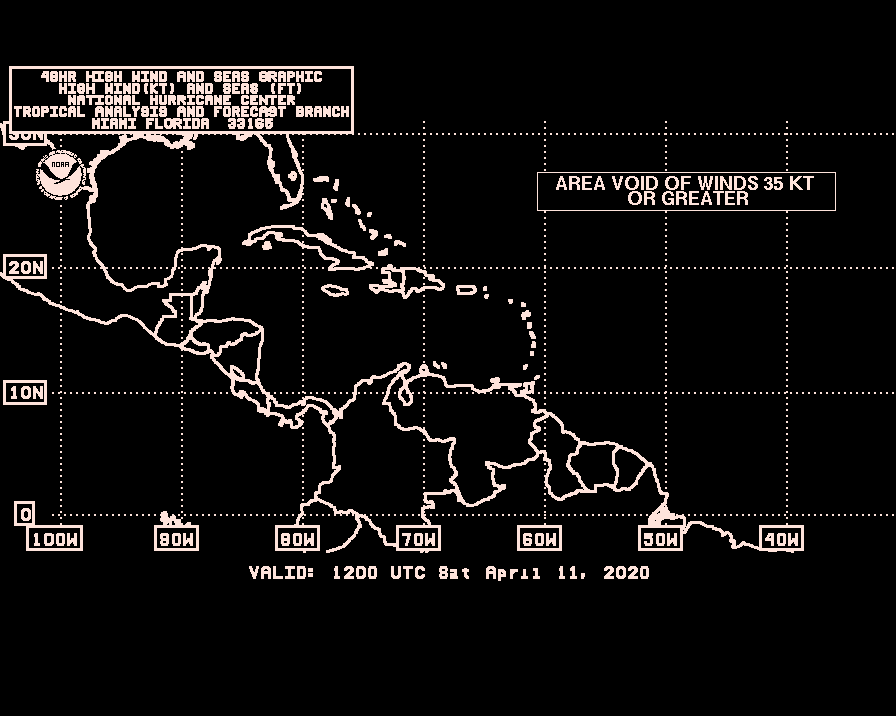 48HR HIGH WIND AND SEAS GRAPHIC
HIGH WIND(KT) AND SEAS (FT)
NATIONAL HURRICANE CENTER
TROPICAL ANALYSIS AND FORECAST BRANCH
MIAMI FLORIDA 33165
30N
NOAA
AREA VOID OF WINDS 35 KT
OR GREATER
20N
10N
0
100W 90W 80W 70W 60W 50W 40W
VALID: 1200 UTC Sat April 11, 2020